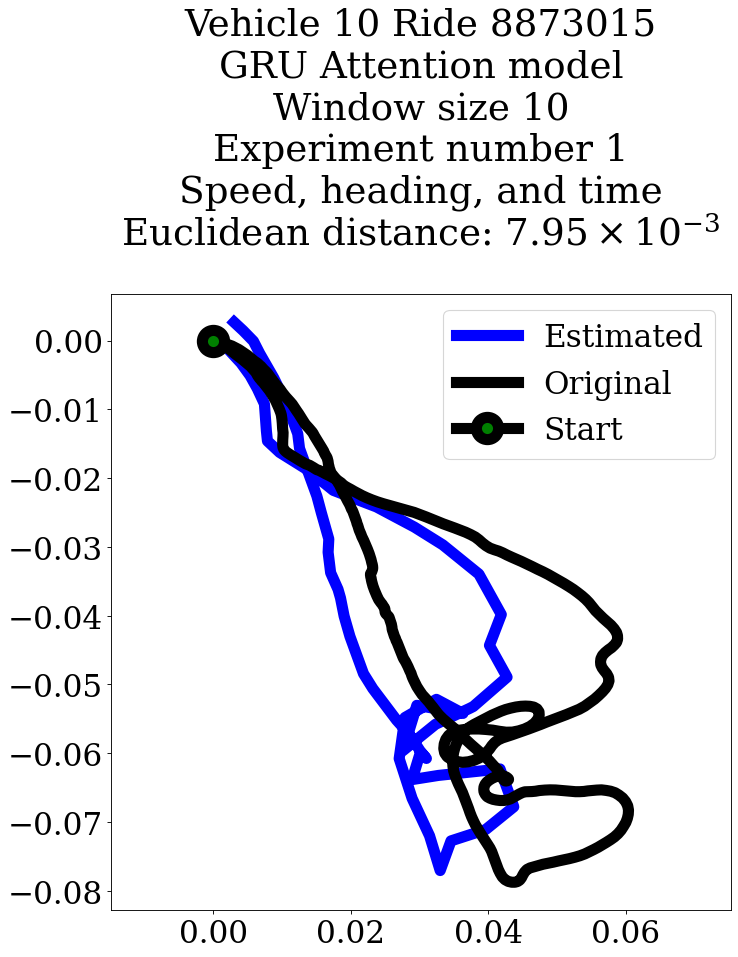 Vehicle 10 Ride 8873015
GRU Attention model
Window size 10
Experiment number 1
Speed, heading, and time
Euclidean distance: 7.95 × 10⁻³
Estimated
Original
Start
0.00
−0.01
−0.02
−0.03
−0.04
−0.05
−0.06
−0.07
−0.08
0.00 0.02 0.04 0.06